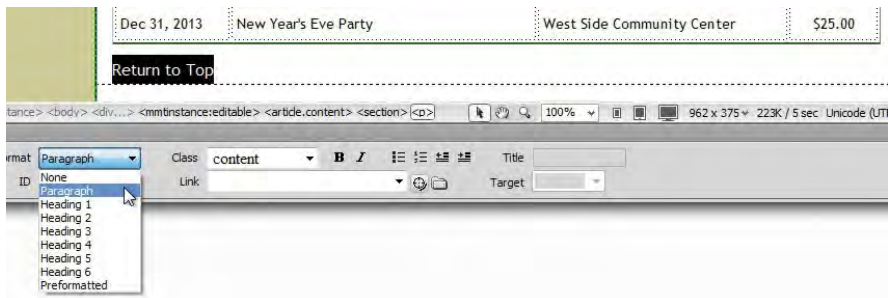 Dec 31, 2013 New Year's Eve Party West Side Community Center $25.00
Return to Top
tance> <body> <div...> <mmtinstance:editable> <article.content> <section> <p> 100% 962 x 375 223K / 5 sec Unicode (UTF
ormat Paragraph Class content B I Title
ID Link Target
None
Paragraph
Heading 1
Heading 2
Heading 3
Heading 4
Heading 5
Heading 6
Preformatted